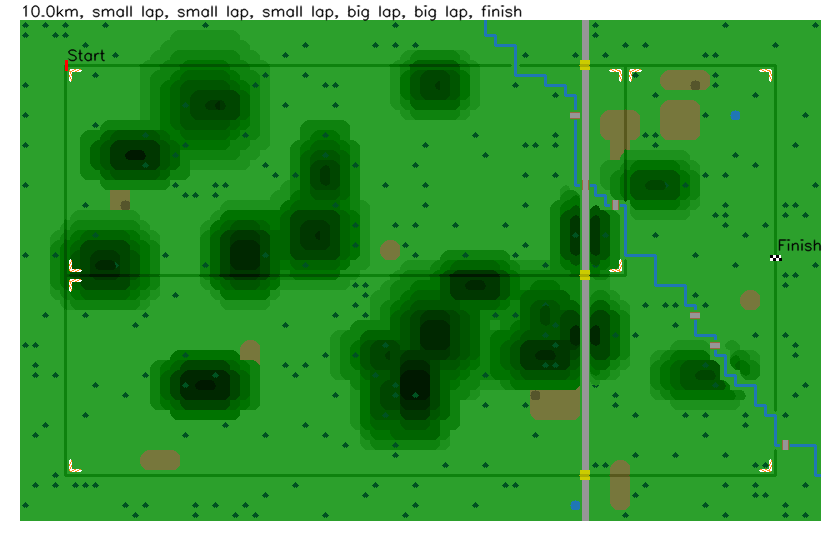 10.0km, small lap, small lap, small lap, big lap, big lap, finish
Start
Finish